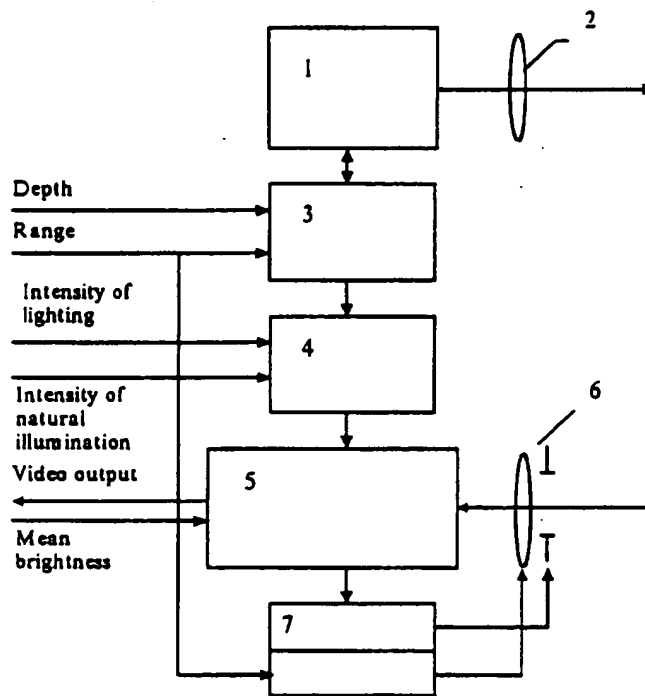 1
2
Depth
3
Range
Intensity of
lighting
4
Intensity of
natural
illumination
6
Video output
5
Mean
brightness
7